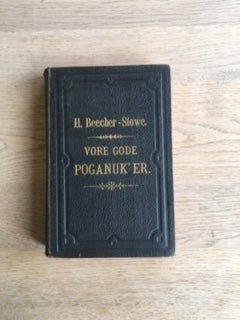 H. Beecher-Stowe.
VORE GODE
POGANUK'ER.